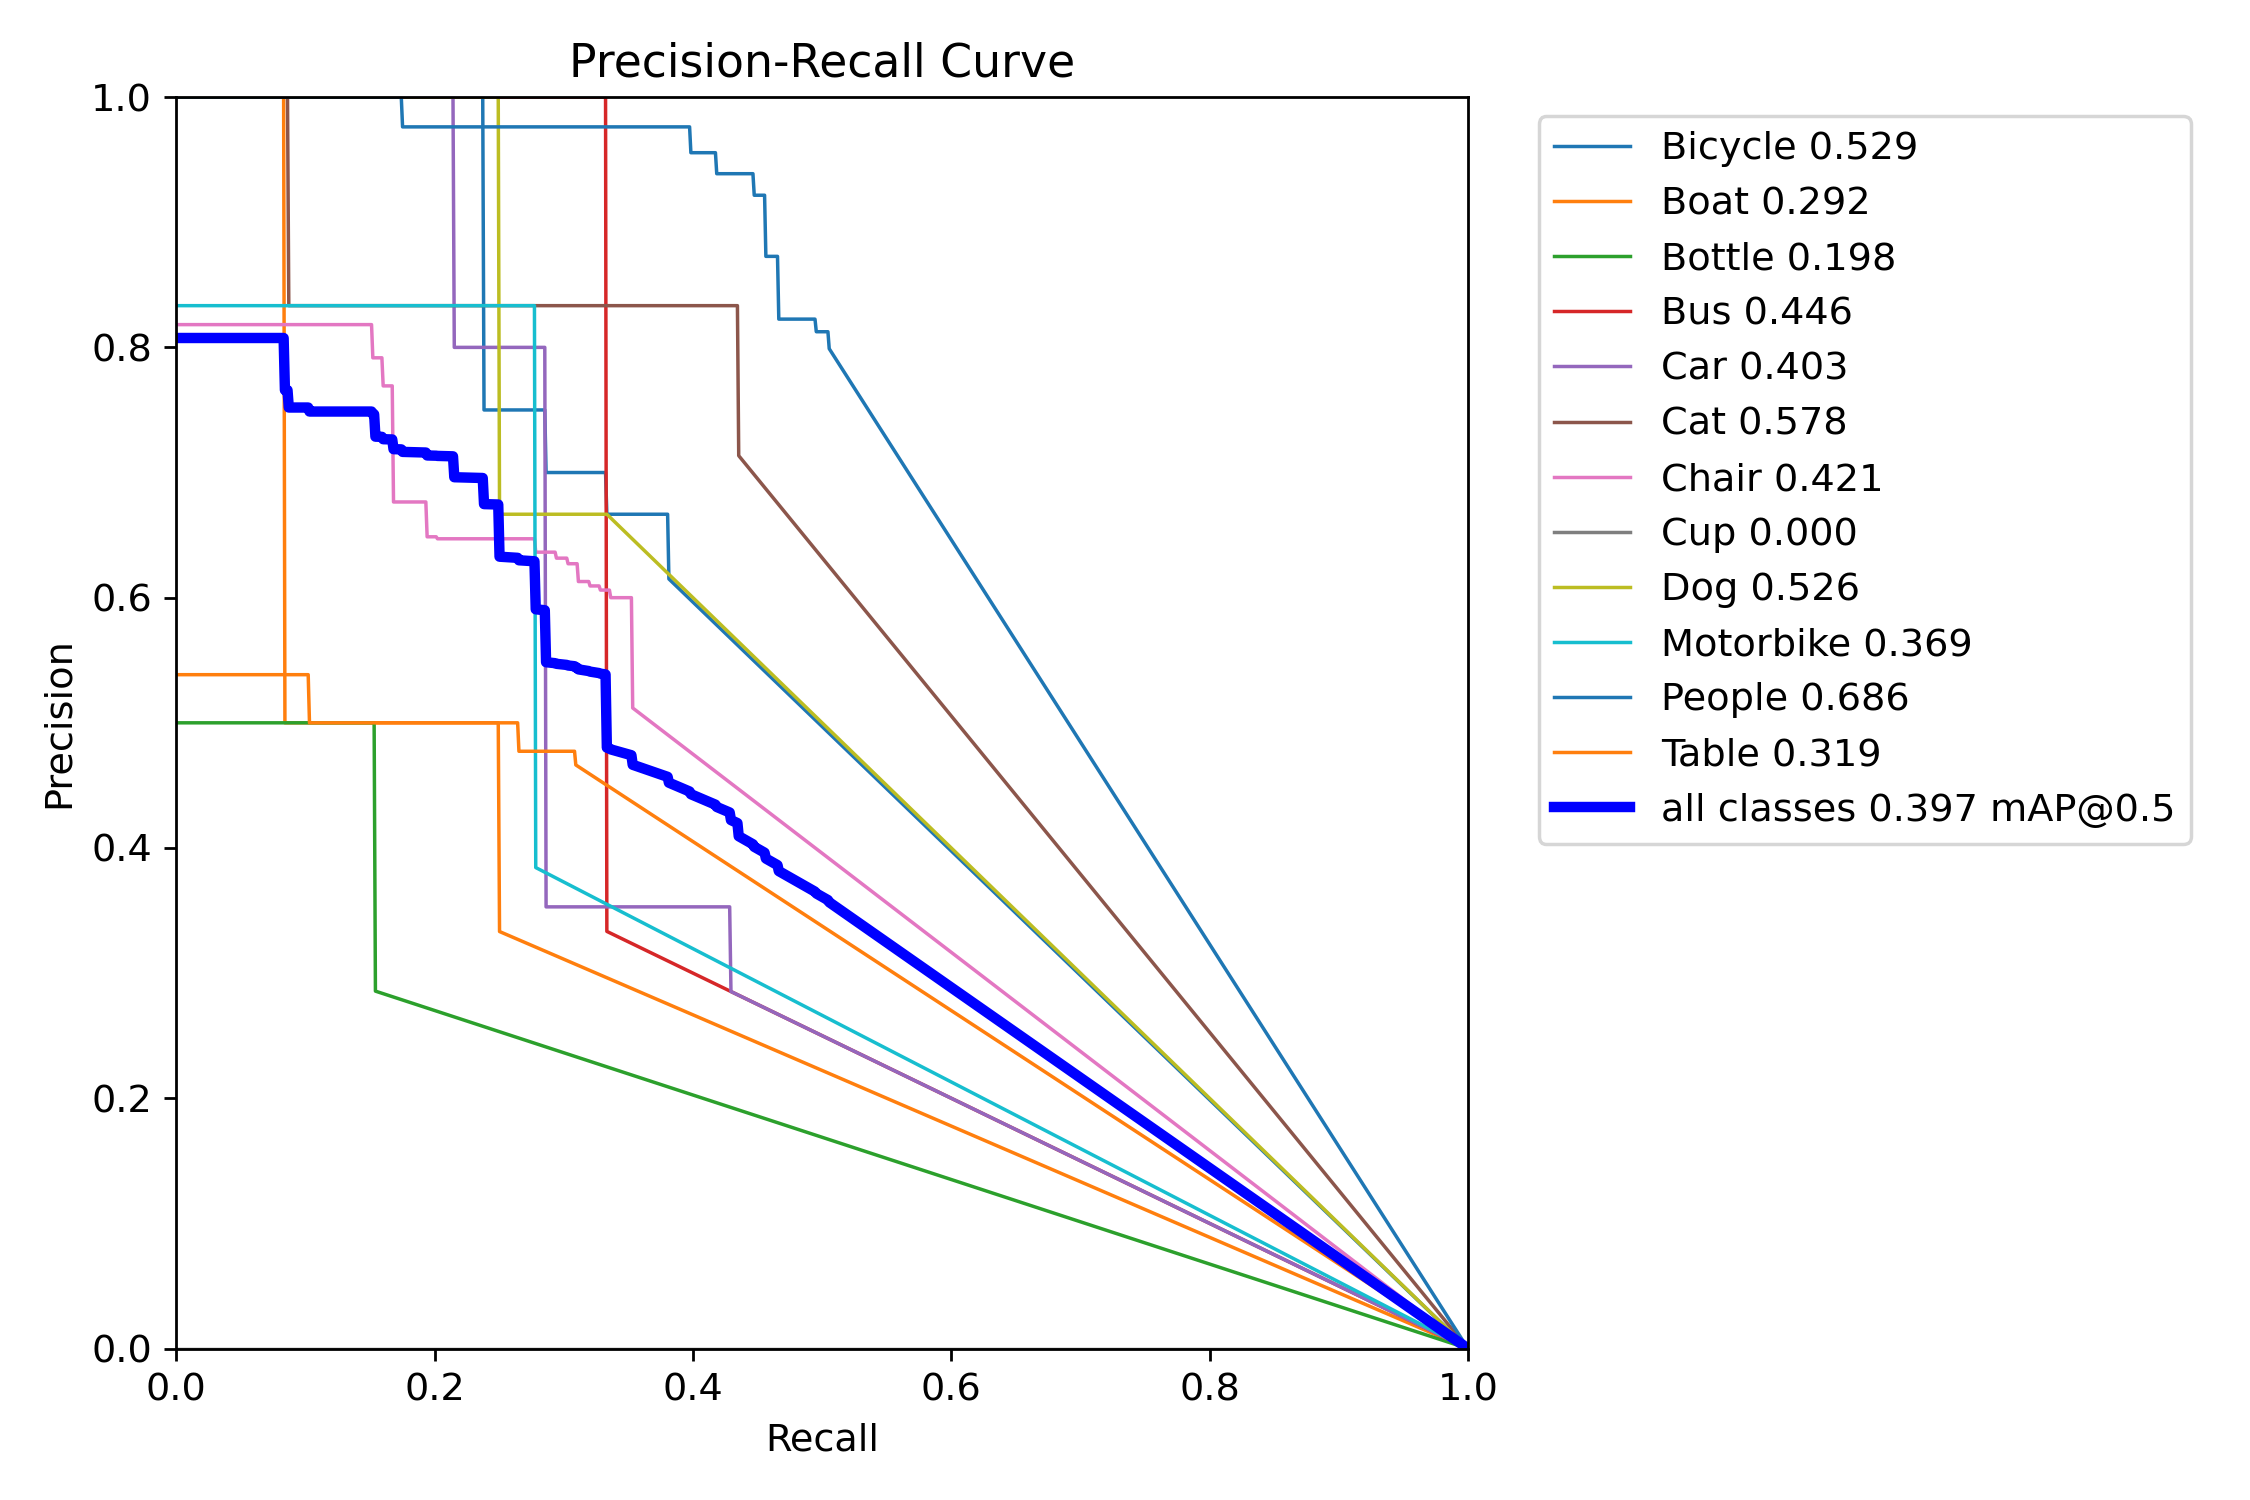 Precision-Recall Curve
1.0
0.8
0.6
0.4
0.2
0.0
Precision
0.0 0.2 0.4 0.6 0.8 1.0
Recall
Bicycle 0.529
Boat 0.292
Bottle 0.198
Bus 0.446
Car 0.403
Cat 0.578
Chair 0.421
Cup 0.000
Dog 0.526
Motorbike 0.369
People 0.686
Table 0.319
all classes 0.397 mAP@0.5